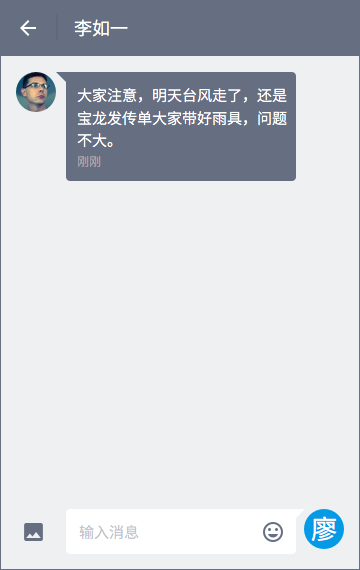 李如一
大家注意，明天台风走了，还是
宝龙发传单大家带好雨具，问题
不大。
刚刚
输入消息
廖